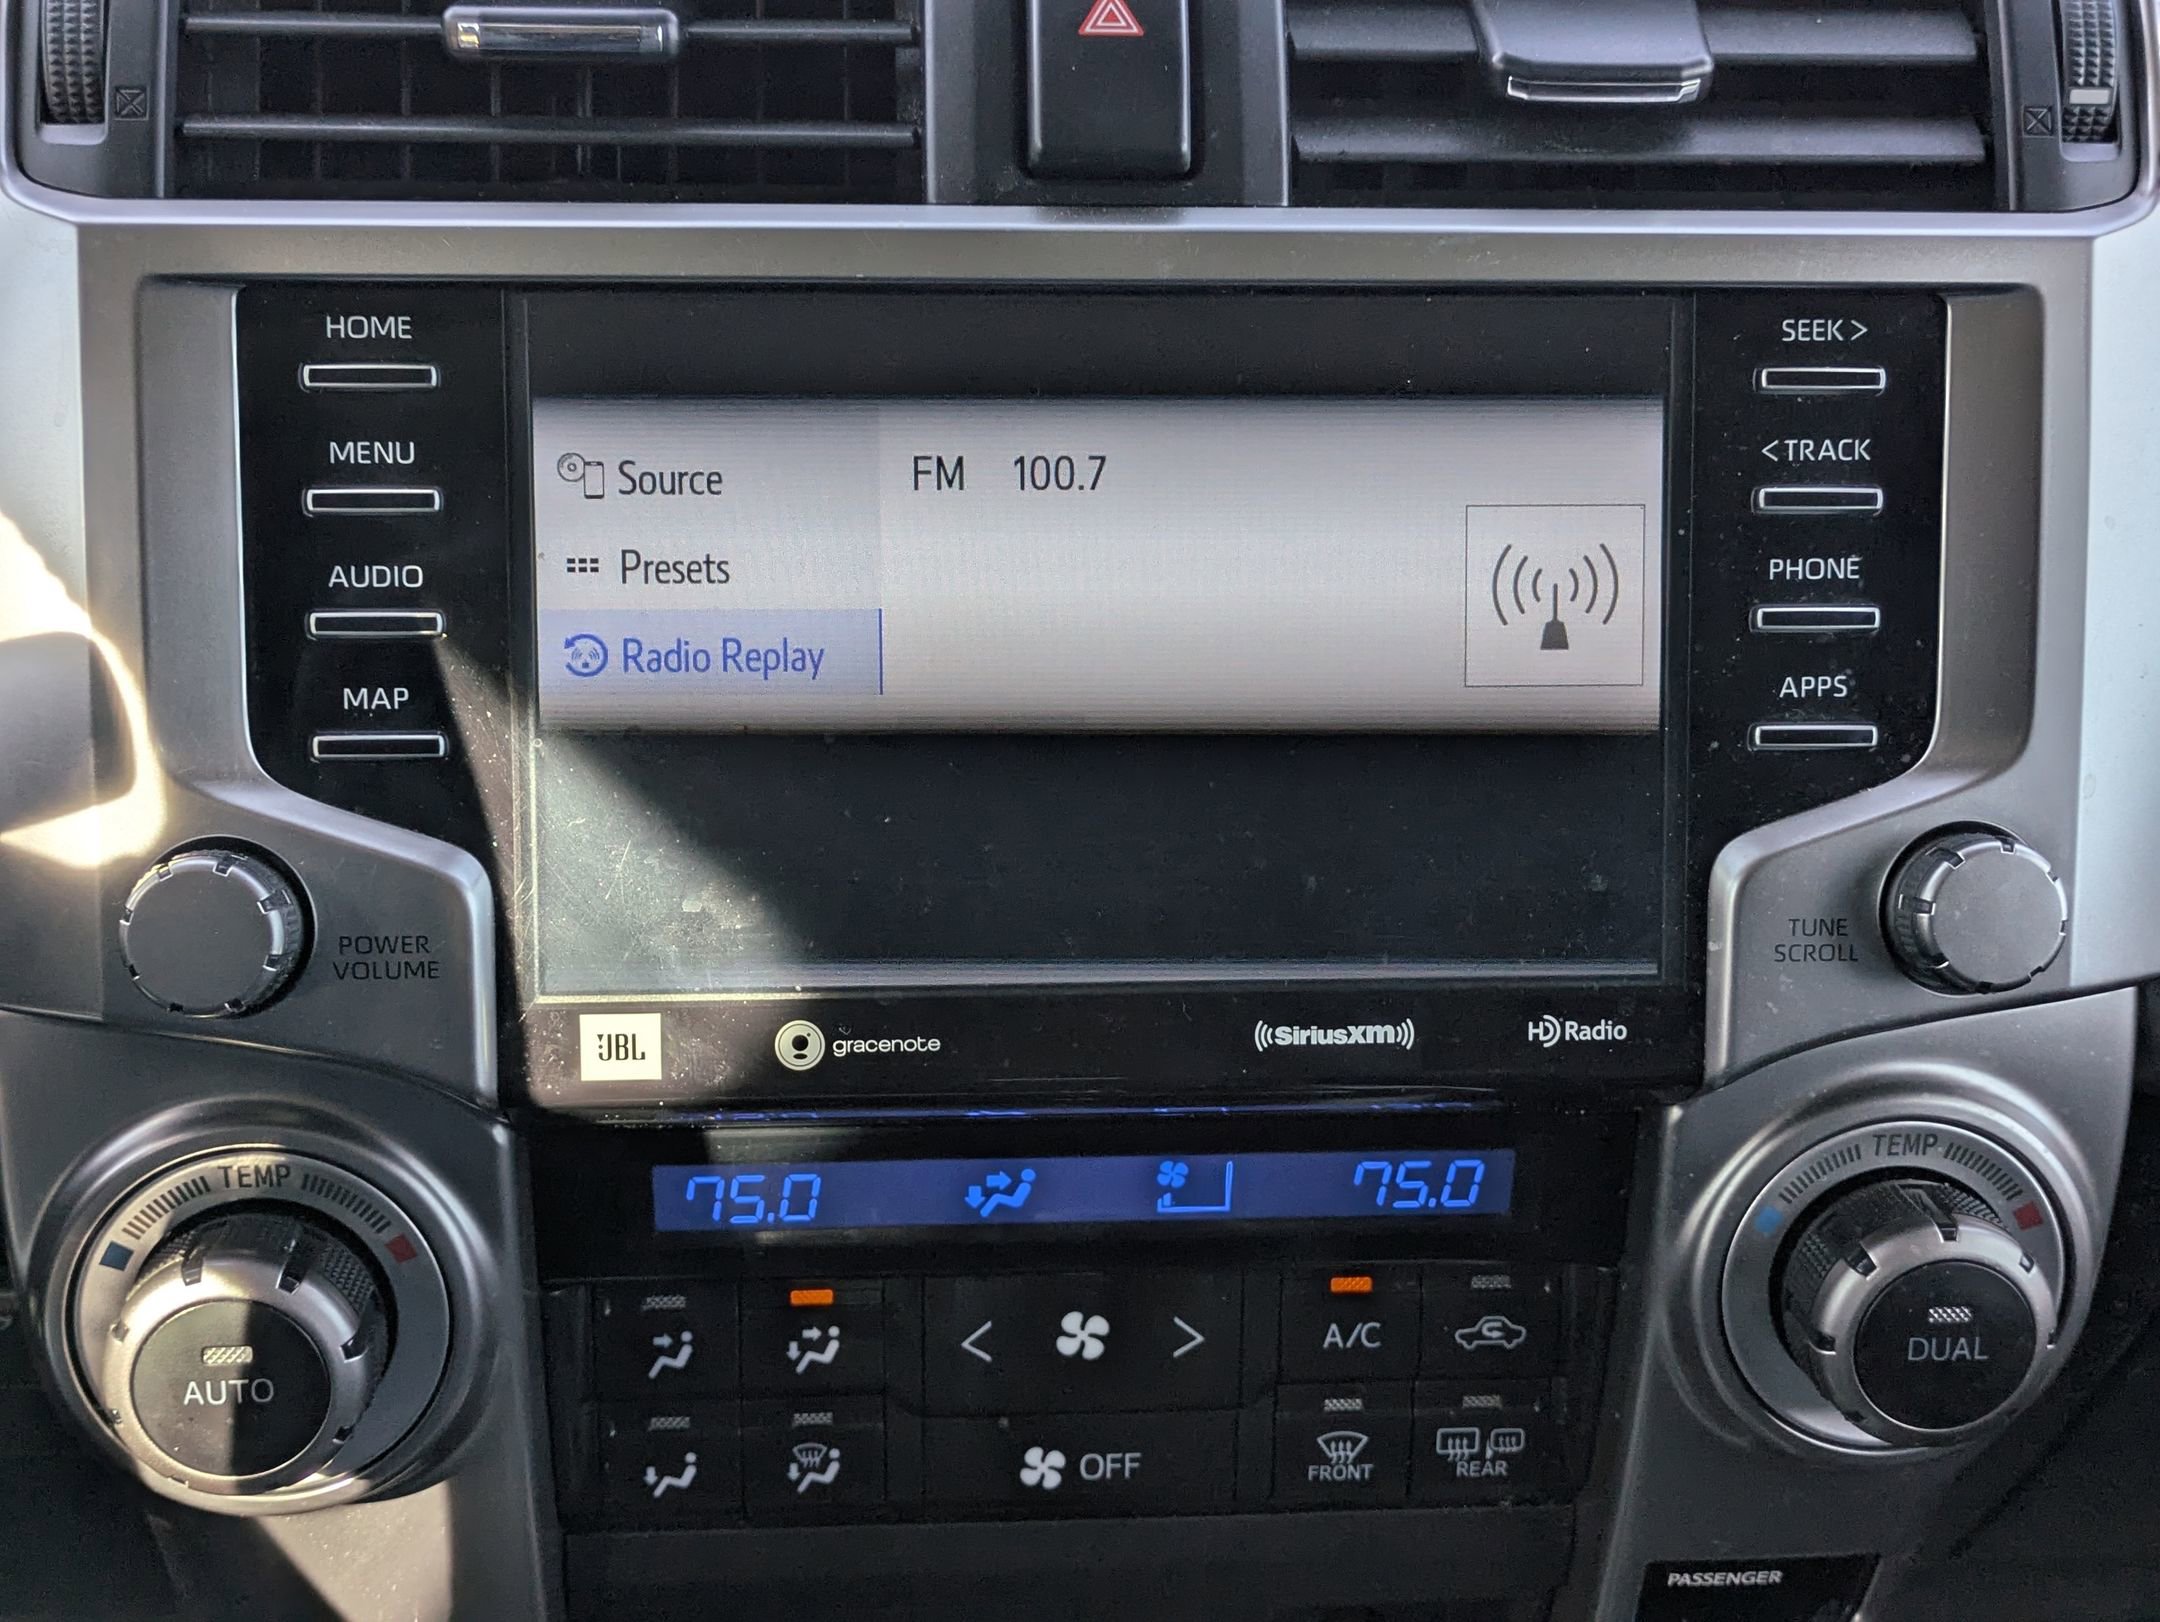 HOME
SEEK >
MENU
< TRACK
AUDIO
PHONE
MAP
APPS
Source
FM 100.7
Presets
Radio Replay
POWER
VOLUME
TUNE
SCROLL
JBL
gracenote
((SiriusXM))
HD Radio
TEMP
75.0
75.0
TEMP
AUTO
A/C
DUAL
OFF
FRONT
REAR
PASSENGER